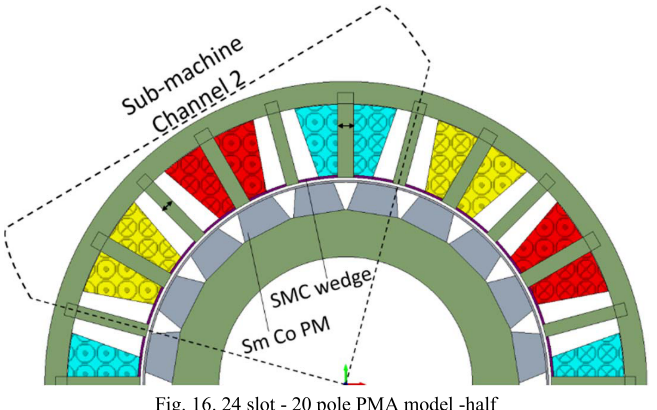 Sub-machine
Channel 2
SMC wedge
Sm Co PM
Fig. 16. 24 slot - 20 pole PMA model -half